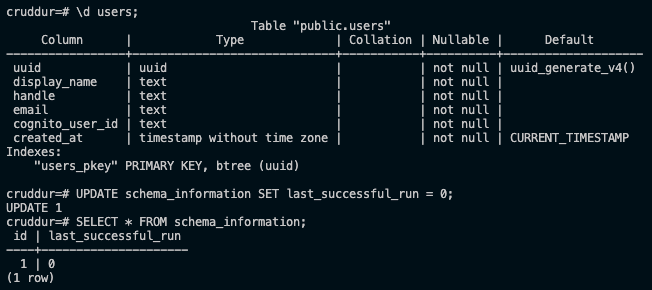 cruddur=# \d users;
                                  Table "public.users"
     Column      |            Type             | Collation | Nullable |      Default
-----------------+-----------------------------+-----------+----------+--------------------
 uuid            | uuid                        |           | not null | uuid_generate_v4()
 display_name    | text                        |           | not null |
 handle          | text                        |           | not null |
 email           | text                        |           | not null |
 cognito_user_id | text                        |           | not null |
 created_at      | timestamp without time zone |           | not null | CURRENT_TIMESTAMP
Indexes:
    "users_pkey" PRIMARY KEY, btree (uuid)
cruddur=# UPDATE schema_information SET last_successful_run = 0;
UPDATE 1
cruddur=# SELECT * FROM schema_information;
 id | last_successful_run
----+---------------------
  1 | 0
(1 row)